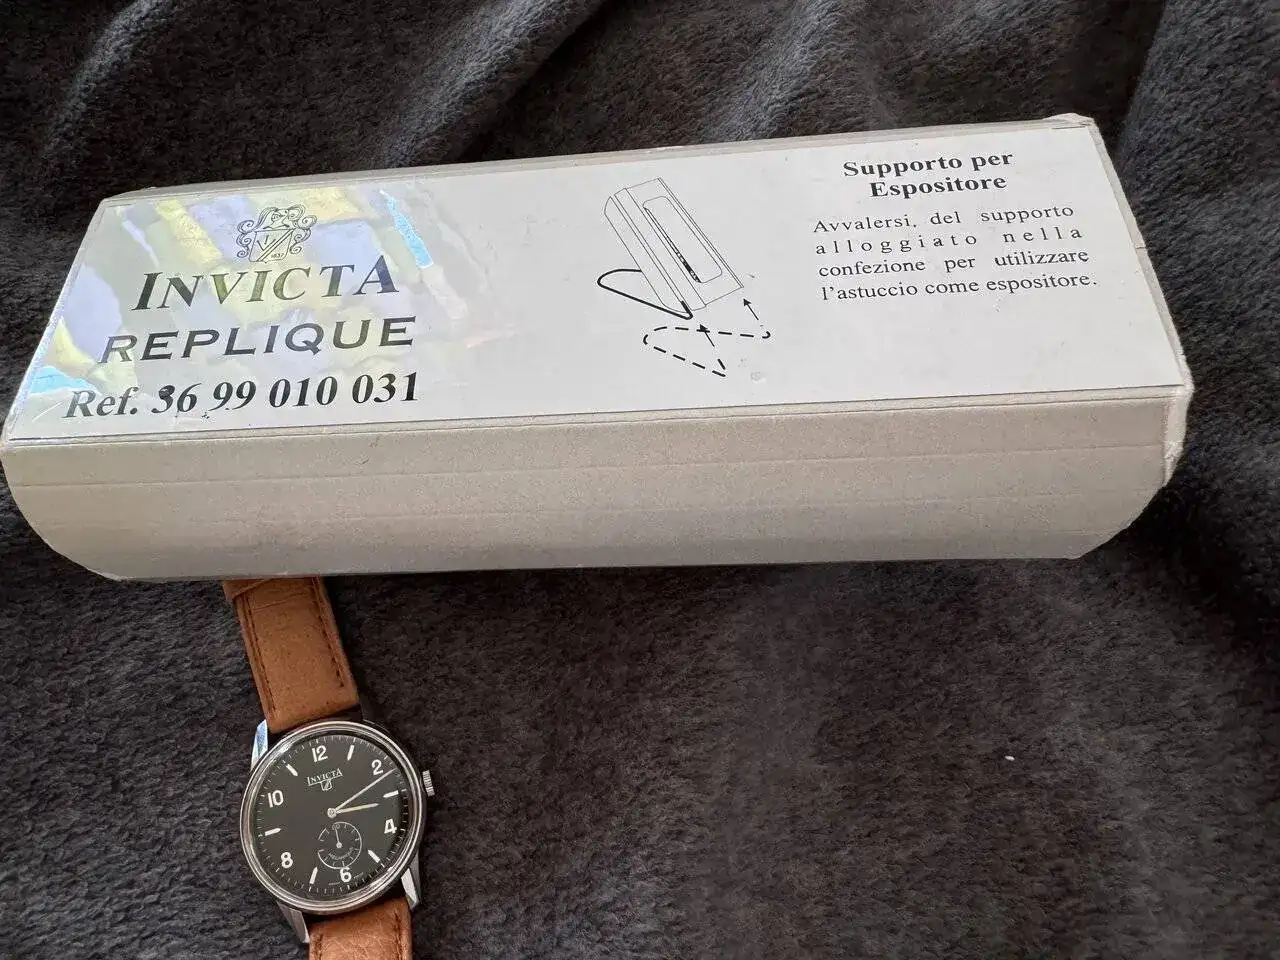 1837
INVICTA
REPLIQUE
Ref. 36 99 010 031
Supporto per
Espositore
Avvalersi, del supporto
alloggiato nella
confezione per utilizzare
l'astuccio come espositore.
INVICTA
12
2
4
6
8
10